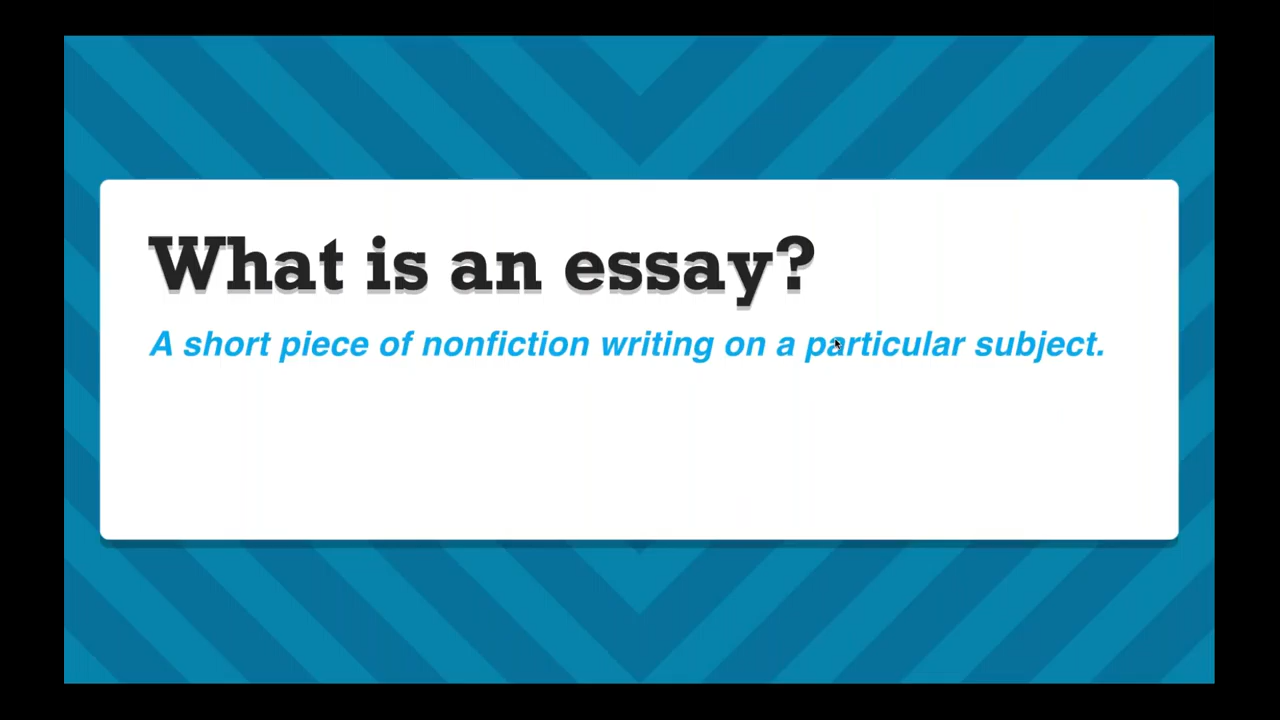 What is an essay?
A short piece of nonfiction writing on a particular subject.